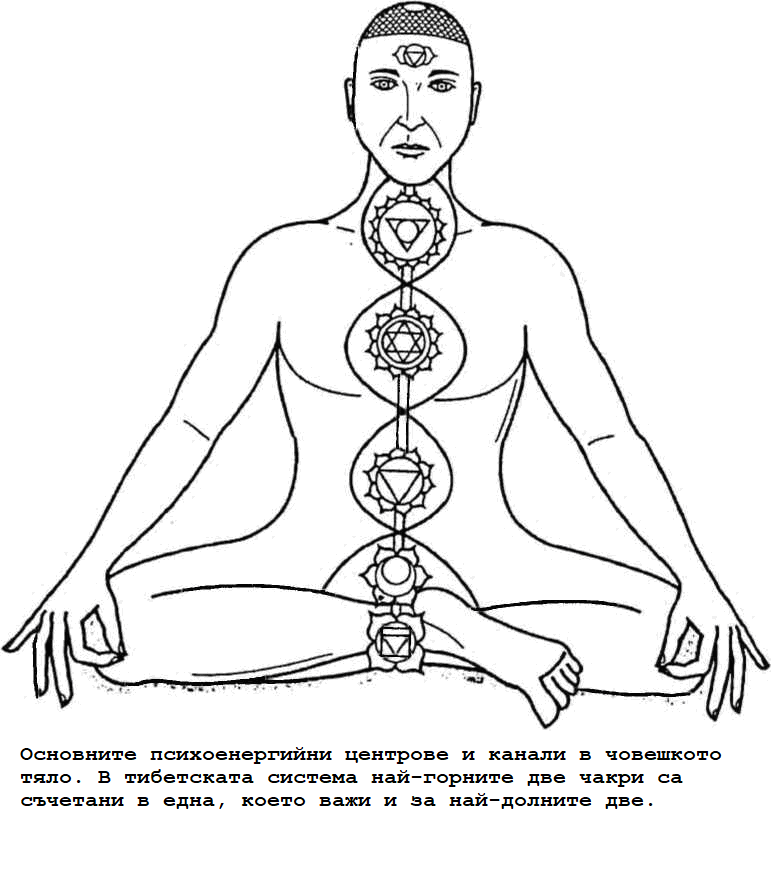 Основните психоенергийни центрове и канали в човешкото
тяло. В тибетската система най-горните две чакри са
съчетани в една, което важи и за най-долните две.